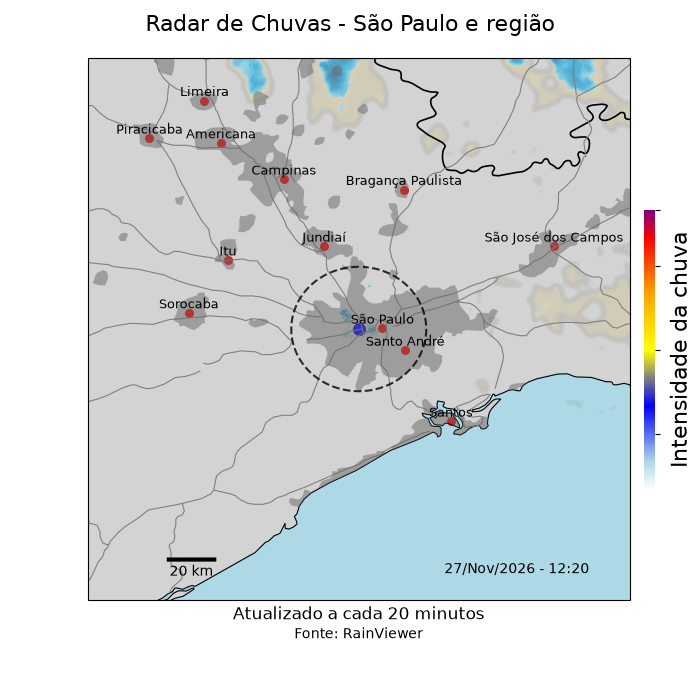 Radar de Chuvas - São Paulo e região
Limeira
Piracicaba
Americana
Campinas
Bragança Paulista
Jundiaí
São José dos Campos
Itu
Sorocaba
São Paulo
Santo André
Santos
Intensidade da chuva
20 km
27/Nov/2026 - 12:20
Atualizado a cada 20 minutos
Fonte: RainViewer